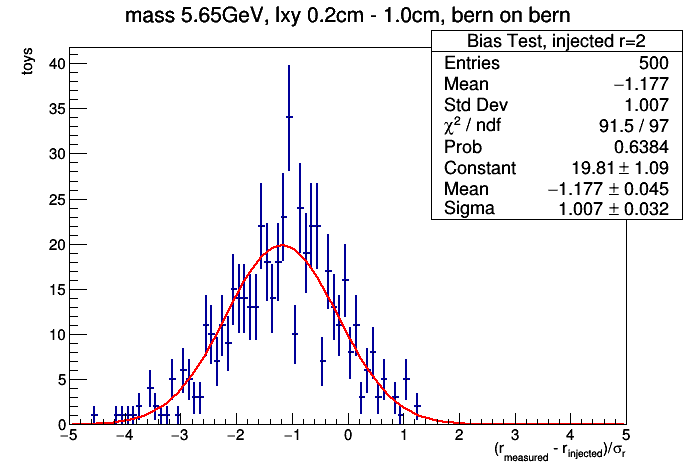 mass 5.65GeV, lxy 0.2cm - 1.0cm, bern on bern
Bias Test, injected r=2
Entries 500
Mean −1.177
Std Dev 1.007
χ² / ndf 91.5 / 97
Prob 0.6384
Constant 19.81 ± 1.09
Mean −1.177 ± 0.045
Sigma 1.007 ± 0.032
toys
40
35
30
25
20
15
10
5
0
−5 −4 −3 −2 −1 0 1 2 3 4 5
(r_measured - r_injected)/σ_r